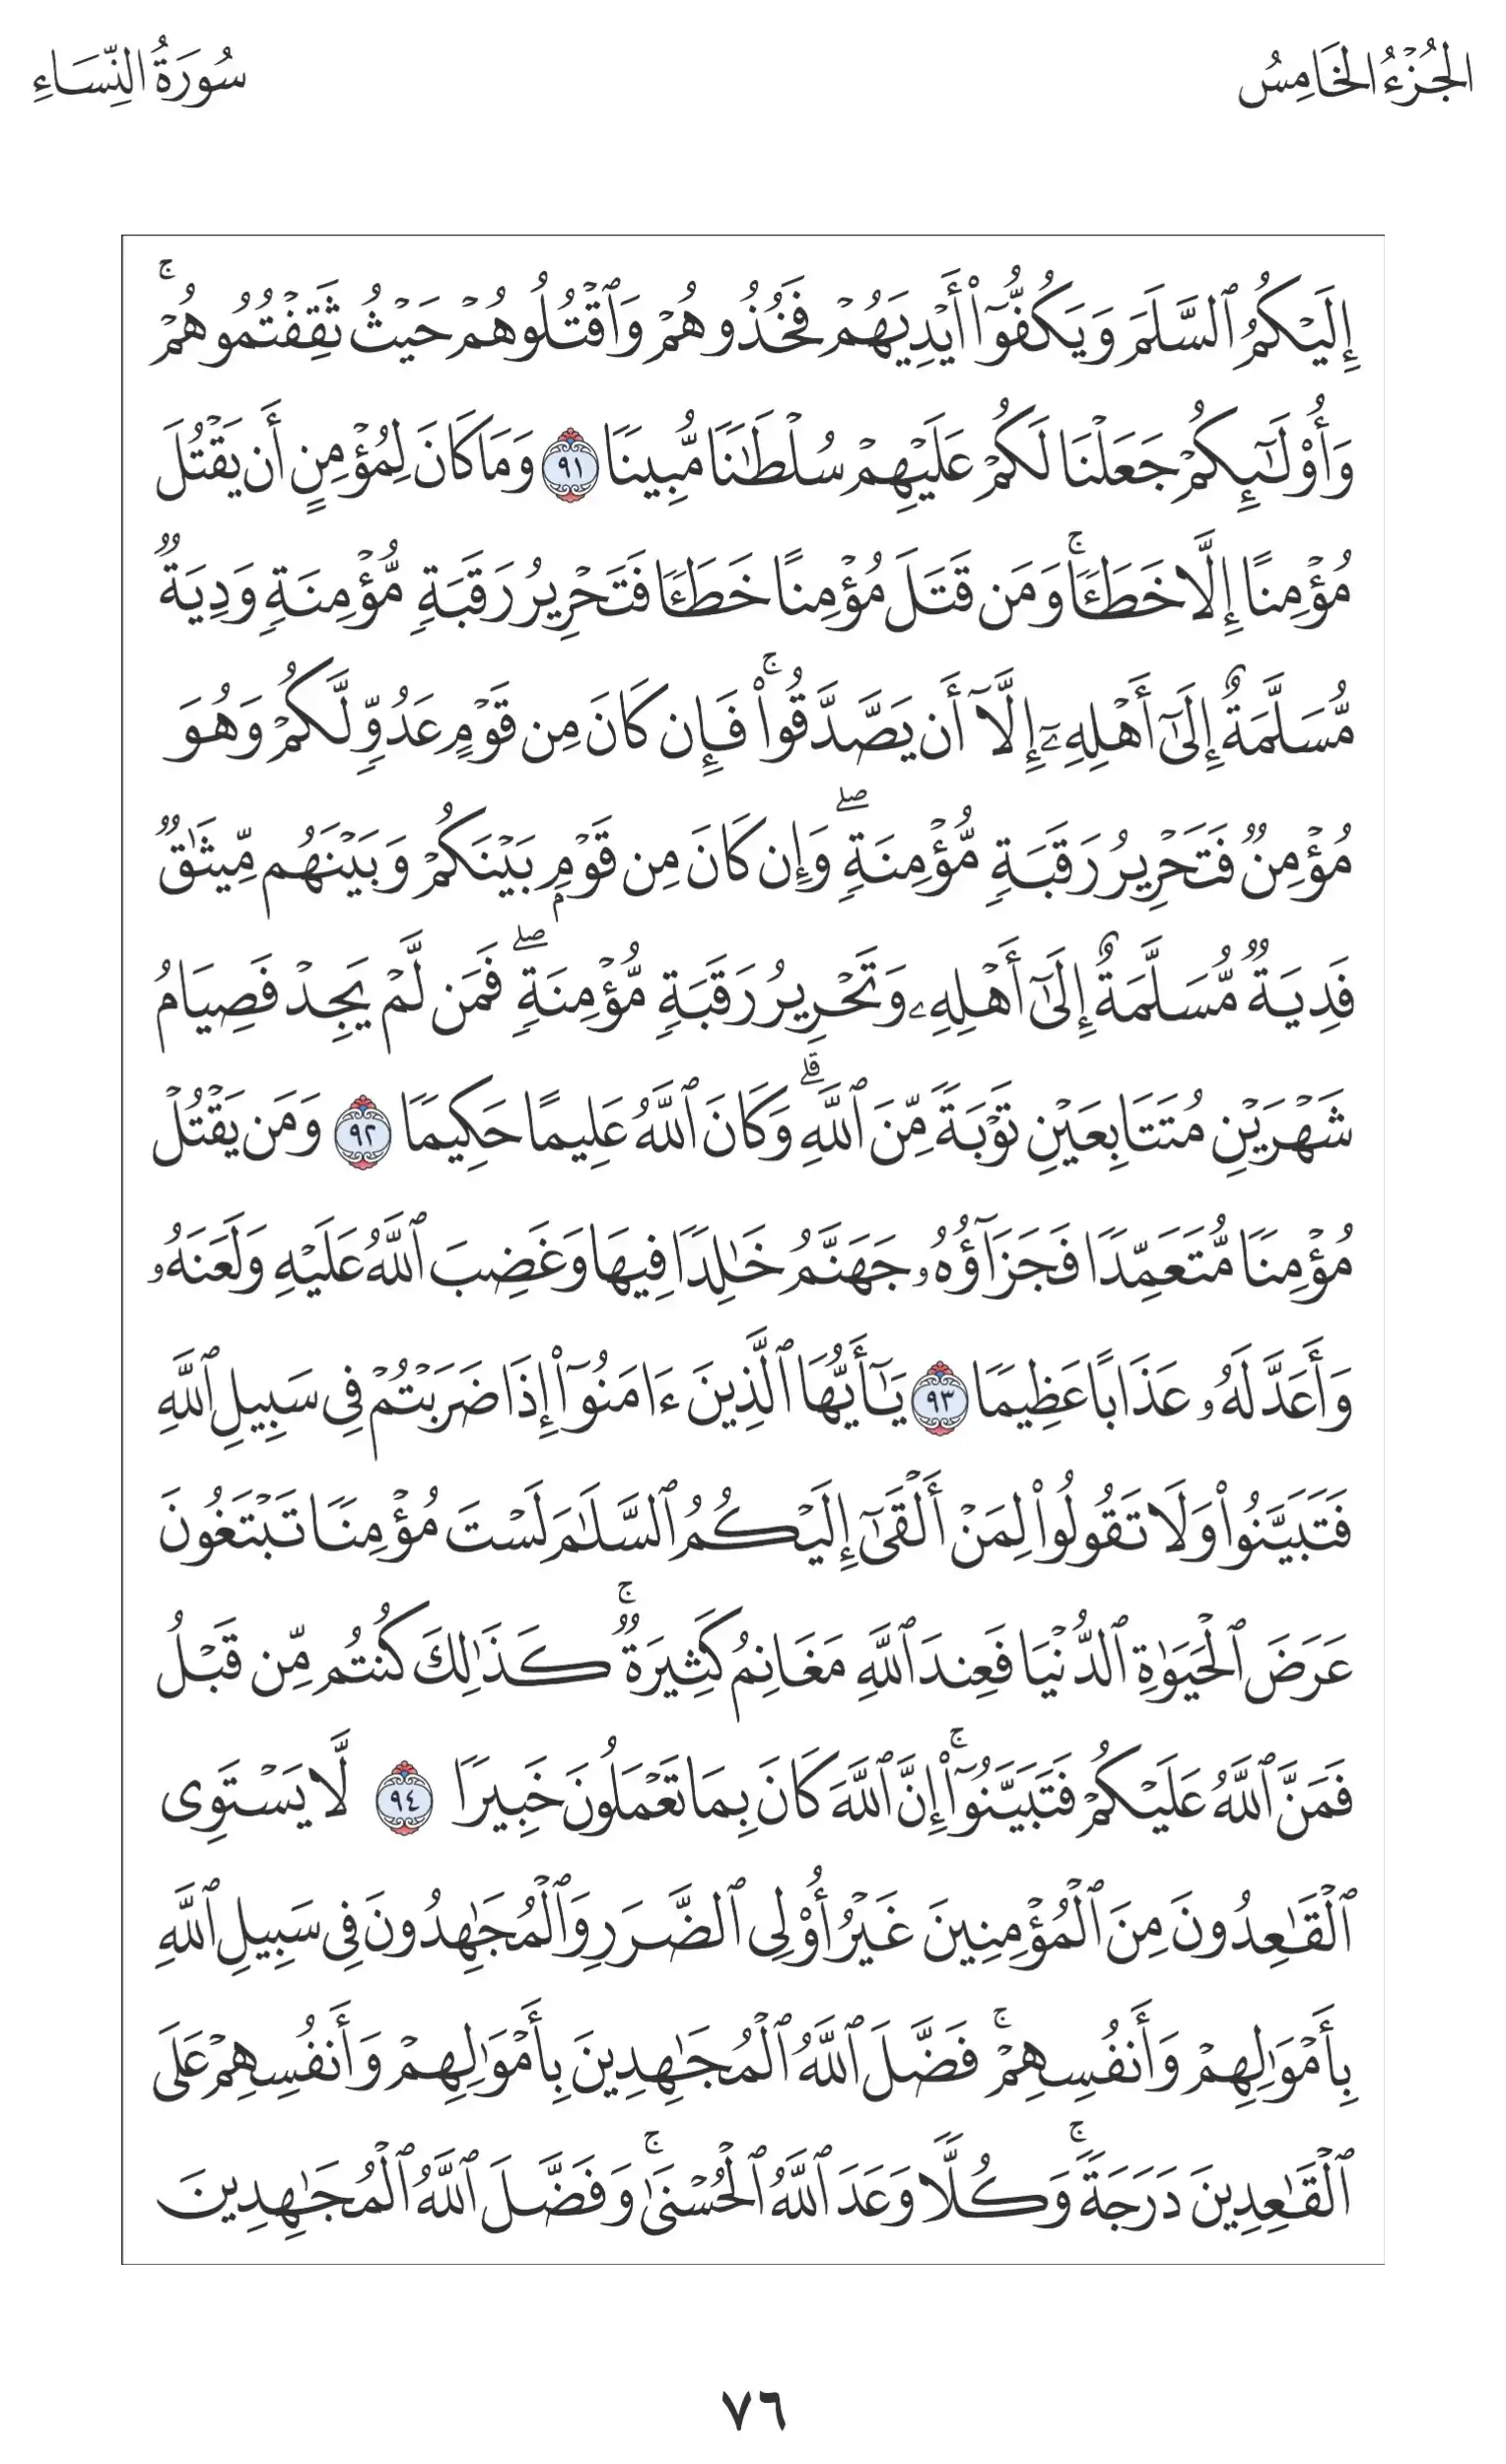 الجُزْءُ الخَامِسُ
سُورَةُ النِّسَاءِ
إِلَيْكُمُ ٱلسَّلَمَ وَيَكُفُّوٓا۟ أَيْدِيَهُمْ فَخُذُوهُمْ وَٱقْتُلُوهُمْ حَيْثُ ثَقِفْتُمُوهُمْ ۚ
وَأُو۟لَـٰٓئِكُمْ جَعَلْنَا لَكُمْ عَلَيْهِمْ سُلْطَـٰنًا مُّبِينًا ٩١ وَمَا كَانَ لِمُؤْمِنٍ أَن يَقْتُلَ
مُؤْمِنًا إِلَّا خَطَـًٔا ۚ وَمَن قَتَلَ مُؤْمِنًا خَطَـًٔا فَتَحْرِيرُ رَقَبَةٍ مُّؤْمِنَةٍ وَدِيَةٌ
مُّسَلَّمَةٌ إِلَىٰٓ أَهْلِهِۦٓ إِلَّآ أَن يَصَّدَّقُوا۟ ۚ فَإِن كَانَ مِن قَوْمٍ عَدُوٍّ لَّكُمْ وَهُوَ
مُؤْمِنٌ فَتَحْرِيرُ رَقَبَةٍ مُّؤْمِنَةٍ ۖ وَإِن كَانَ مِن قَوْمٍۭ بَيْنَكُمْ وَبَيْنَهُم مِّيثَـٰقٌ
فَدِيَةٌ مُّسَلَّمَةٌ إِلَىٰٓ أَهْلِهِۦ وَتَحْرِيرُ رَقَبَةٍ مُّؤْمِنَةٍ ۖ فَمَن لَّمْ يَجِدْ فَصِيَامُ
شَهْرَيْنِ مُتَتَابِعَيْنِ تَوْبَةً مِّنَ ٱللَّهِ ۗ وَكَانَ ٱللَّهُ عَلِيمًا حَكِيمًا ٩٢ وَمَن يَقْتُلْ
مُؤْمِنًا مُّتَعَمِّدًا فَجَزَآؤُهُۥ جَهَنَّمُ خَـٰلِدًا فِيهَا وَغَضِبَ ٱللَّهُ عَلَيْهِ وَلَعَنَهُۥ
وَأَعَدَّ لَهُۥ عَذَابًا عَظِيمًا ٩٣ يَـٰٓأَيُّهَا ٱلَّذِينَ ءَامَنُوٓا۟ إِذَا ضَرَبْتُمْ فِى سَبِيلِ ٱللَّهِ
فَتَبَيَّنُوا۟ وَلَا تَقُولُوا۟ لِمَنْ أَلْقَىٰٓ إِلَيْكُمُ ٱلسَّلَـٰمَ لَسْتَ مُؤْمِنًا تَبْتَغُونَ
عَرَضَ ٱلْحَيَوٰةِ ٱلدُّنْيَا فَعِندَ ٱللَّهِ مَغَانِمُ كَثِيرَةٌ ۚ كَذَٰلِكَ كُنتُم مِّن قَبْلُ
فَمَنَّ ٱللَّهُ عَلَيْكُمْ فَتَبَيَّنُوٓا۟ ۚ إِنَّ ٱللَّهَ كَانَ بِمَا تَعْمَلُونَ خَبِيرًا ٩٤ لَّا يَسْتَوِى
ٱلْقَـٰعِدُونَ مِنَ ٱلْمُؤْمِنِينَ غَيْرُ أُو۟لِى ٱلضَّرَرِ وَٱلْمُجَـٰهِدُونَ فِى سَبِيلِ ٱللَّهِ
بِأَمْوَٰلِهِمْ وَأَنفُسِهِمْ ۚ فَضَّلَ ٱللَّهُ ٱلْمُجَـٰهِدِينَ بِأَمْوَٰلِهِمْ وَأَنفُسِهِمْ عَلَى
ٱلْقَـٰعِدِينَ دَرَجَةً ۚ وَكُلًّا وَعَدَ ٱللَّهُ ٱلْحُسْنَىٰ ۚ وَفَضَّلَ ٱللَّهُ ٱلْمُجَـٰهِدِينَ
٧٦